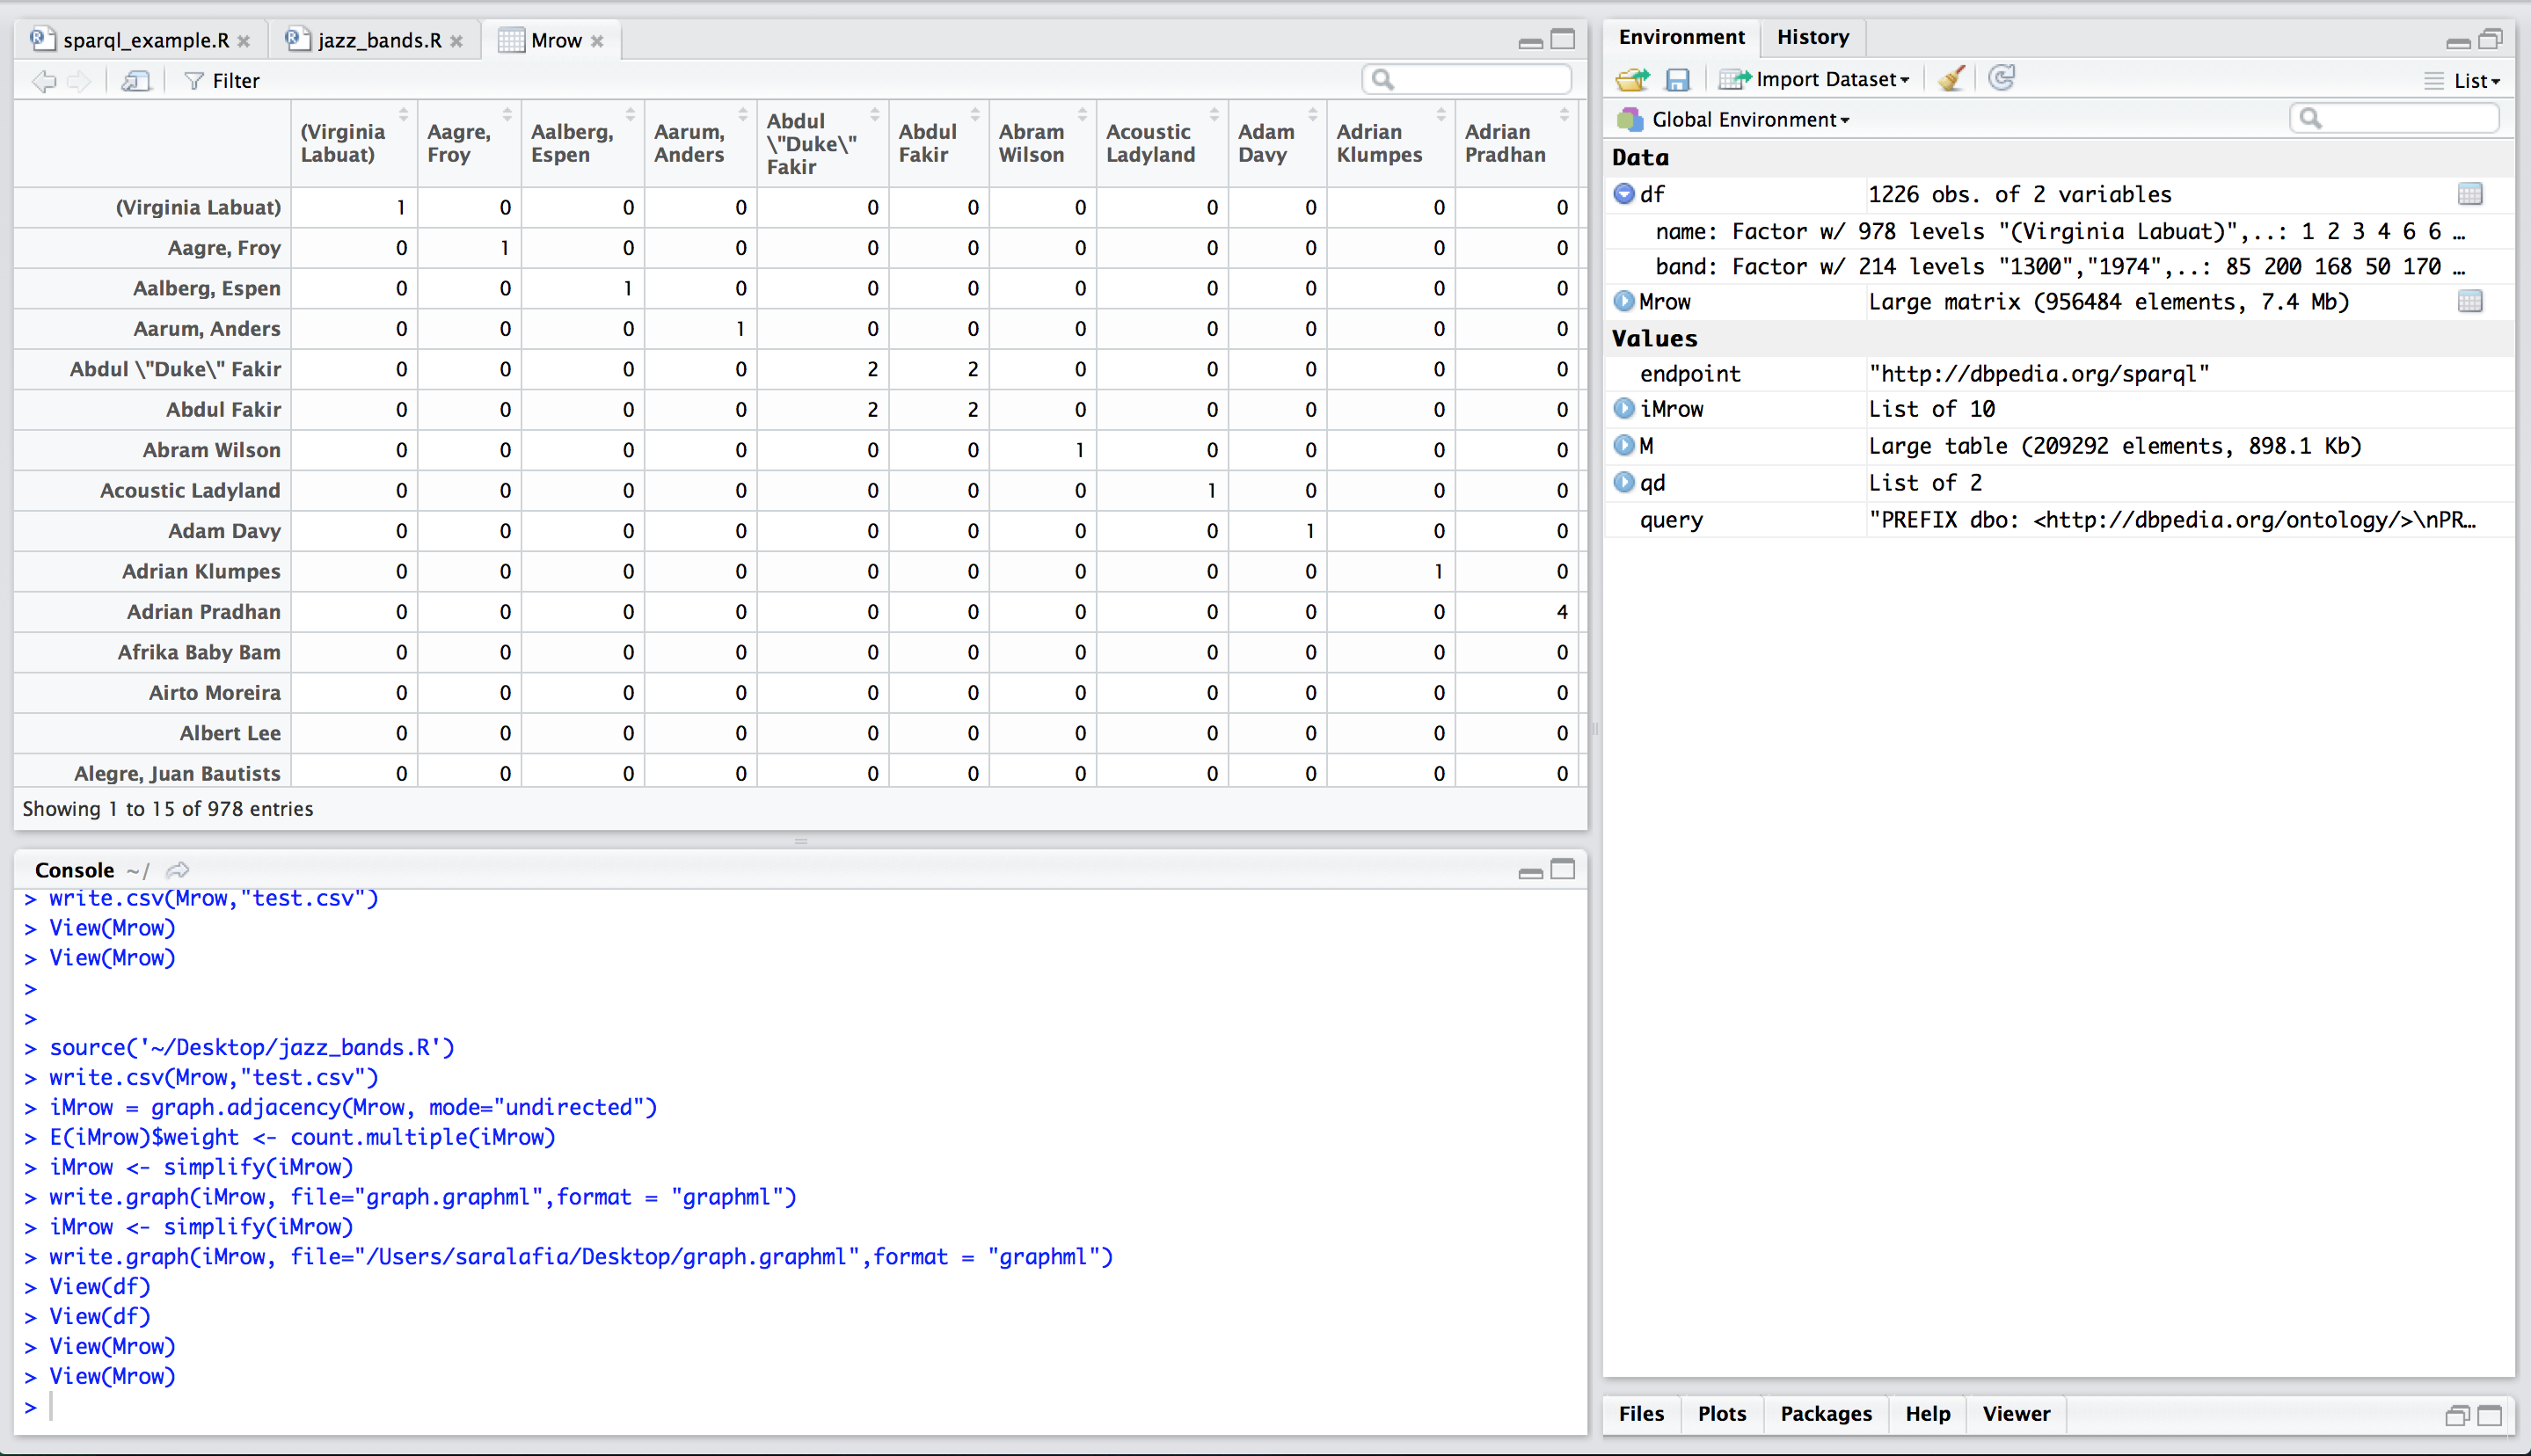 sparql_example.R
jazz_bands.R
Mrow
Filter
(Virginia Labuat) Aagre, Froy Aalberg, Espen Aarum, Anders Abdul \"Duke\" Fakir Abdul Fakir Abram Wilson Acoustic Ladyland Adam Davy Adrian Klumpes Adrian Pradhan
(Virginia Labuat) 1 0 0 0 0 0 0 0 0 0 0
Aagre, Froy 0 1 0 0 0 0 0 0 0 0 0
Aalberg, Espen 0 0 1 0 0 0 0 0 0 0 0
Aarum, Anders 0 0 0 1 0 0 0 0 0 0 0
Abdul \"Duke\" Fakir 0 0 0 0 2 2 0 0 0 0 0
Abdul Fakir 0 0 0 0 2 2 0 0 0 0 0
Abram Wilson 0 0 0 0 0 0 1 0 0 0 0
Acoustic Ladyland 0 0 0 0 0 0 0 1 0 0 0
Adam Davy 0 0 0 0 0 0 0 0 1 0 0
Adrian Klumpes 0 0 0 0 0 0 0 0 0 1 0
Adrian Pradhan 0 0 0 0 0 0 0 0 0 0 4
Afrika Baby Bam 0 0 0 0 0 0 0 0 0 0 0
Airto Moreira 0 0 0 0 0 0 0 0 0 0 0
Albert Lee 0 0 0 0 0 0 0 0 0 0 0
Alegre, Juan Bautists 0 0 0 0 0 0 0 0 0 0 0
Showing 1 to 15 of 978 entries
Console ~/
> write.csv(Mrow,"test.csv")
> View(Mrow)
> View(Mrow)
>
>
> source('~/Desktop/jazz_bands.R')
> write.csv(Mrow,"test.csv")
> iMrow = graph.adjacency(Mrow, mode="undirected")
> E(iMrow)$weight <- count.multiple(iMrow)
> iMrow <- simplify(iMrow)
> write.graph(iMrow, file="graph.graphml",format = "graphml")
> iMrow <- simplify(iMrow)
> write.graph(iMrow, file="/Users/saralafia/Desktop/graph.graphml",format = "graphml")
> View(df)
> View(df)
> View(Mrow)
> View(Mrow)
>
Environment History
Import Dataset List
Global Environment
Data
df 1226 obs. of 2 variables
name: Factor w/ 978 levels "(Virginia Labuat)",..: 1 2 3 4 6 6 …
band: Factor w/ 214 levels "1300","1974",..: 85 200 168 50 170 …
Mrow Large matrix (956484 elements, 7.4 Mb)
Values
endpoint "http://dbpedia.org/sparql"
iMrow List of 10
M Large table (209292 elements, 898.1 Kb)
qd List of 2
query "PREFIX dbo: <http://dbpedia.org/ontology/>\nPR…
Files Plots Packages Help Viewer